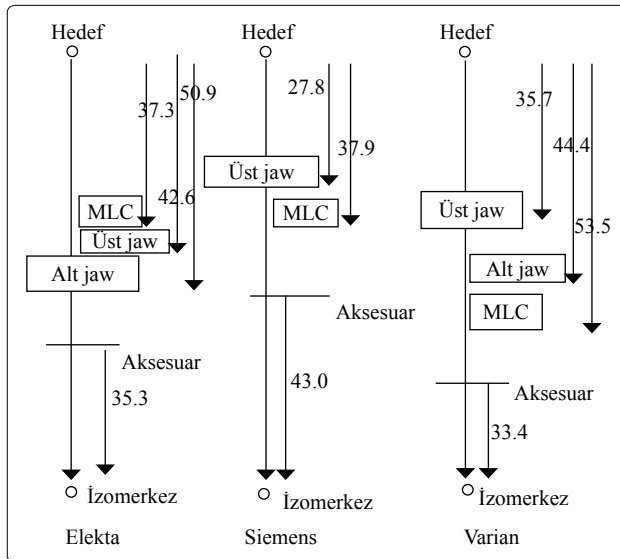 Hedef
50.9
37.3
42.6
MLC
Üst jaw
Alt jaw
Aksesuar
35.3
İzomerkez
Elekta
Hedef
27.8
37.9
Üst jaw
MLC
Aksesuar
43.0
İzomerkez
Siemens
Hedef
35.7
44.4
Üst jaw
53.5
Alt jaw
MLC
Aksesuar
33.4
İzomerkez
Varian